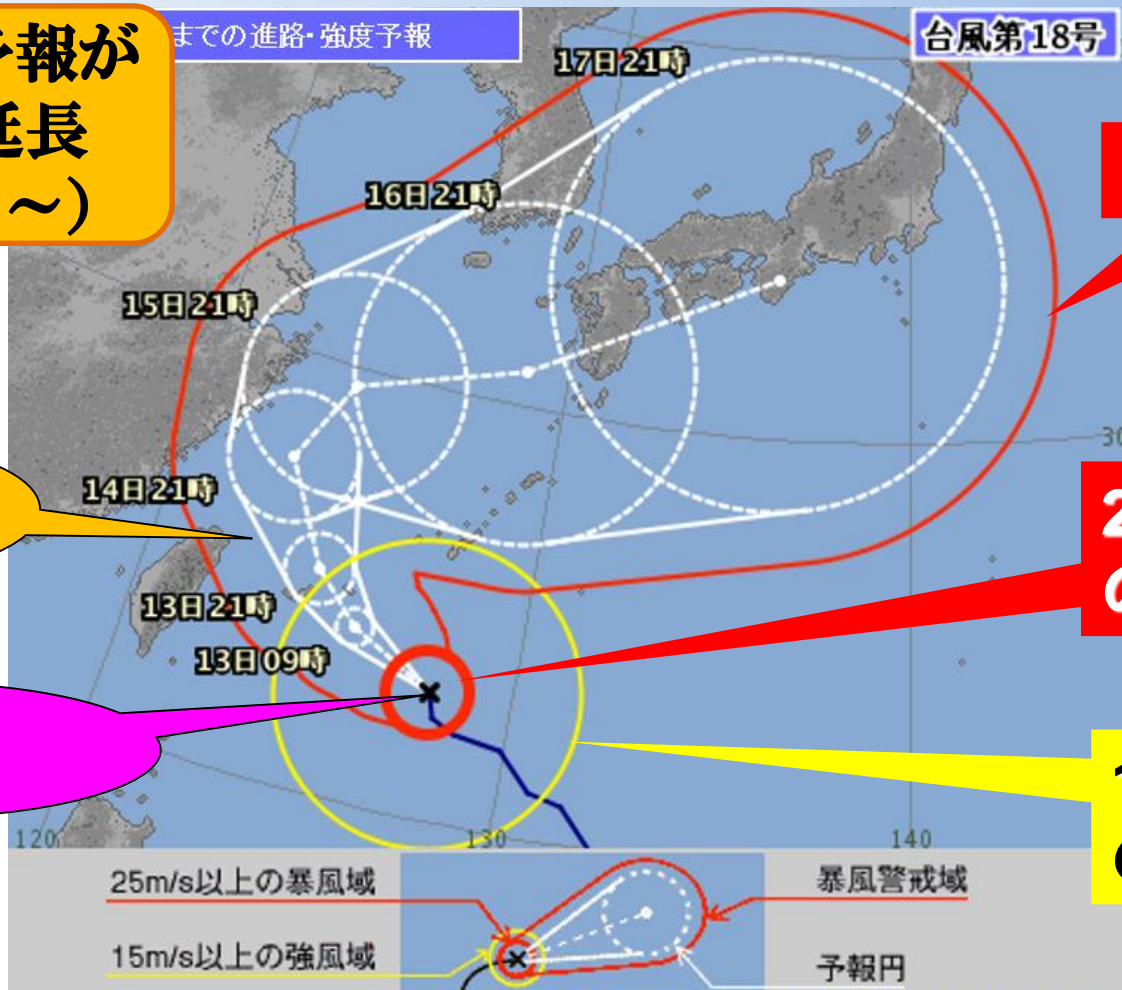 予報が
延長
～）
までの進路･強度予報
台風第18号
17日21時
16日21時
15日21時
14日21時
13日21時
13日09時
30
2
の
1
120
130
140
25m/s以上の暴風域
15m/s以上の強風域
暴風警戒域
予報円